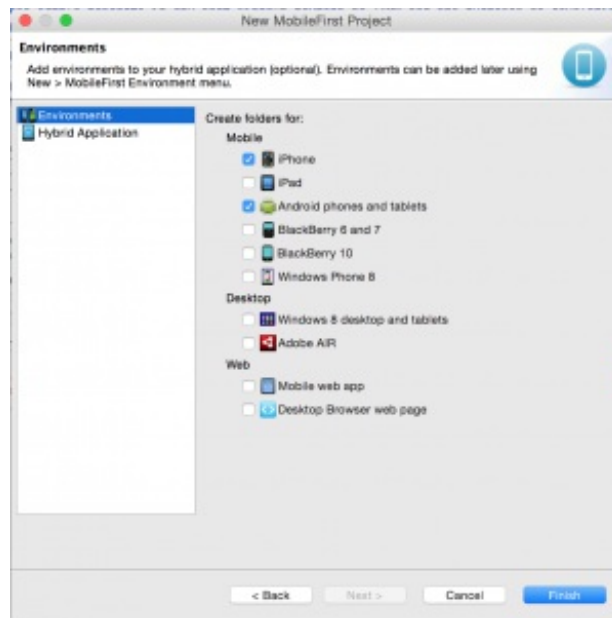 New MobileFirst Project
Environments
Add environments to your hybrid application (optional). Environments can be added later using
New > MobileFirst Environment menu.
Environments
Hybrid Application
Create folders for:
Mobile
iPhone
iPad
Android phones and tablets
BlackBerry 6 and 7
BlackBerry 10
Windows Phone 8
Desktop
Windows 8 desktop and tablets
Adobe AIR
Web
Mobile web app
Desktop Browser web page
< Back
Next >
Cancel
Finish